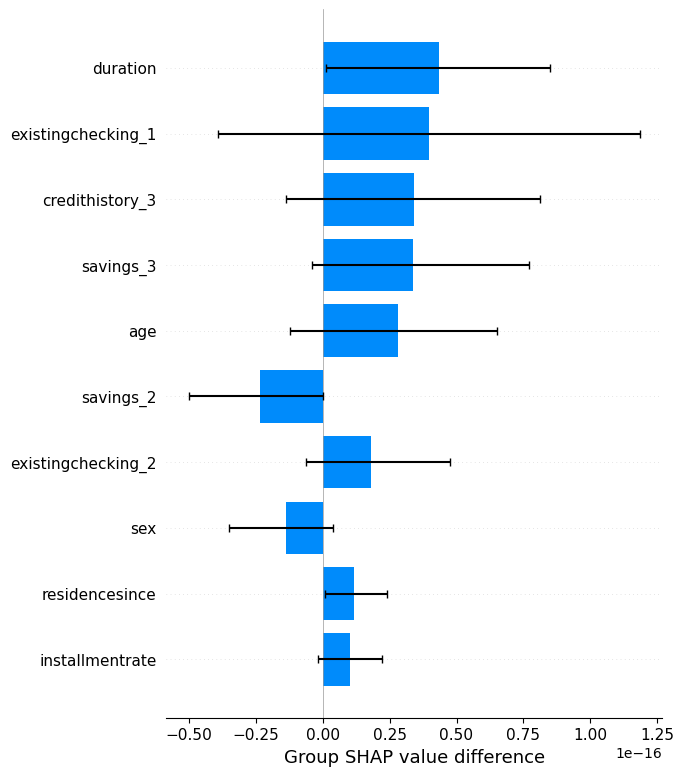 duration
existingchecking_1
credithistory_3
savings_3
age
savings_2
existingchecking_2
sex
residencesince
installmentrate
−0.50 −0.25 0.00 0.25 0.50 0.75 1.00 1.25
1e−16
Group SHAP value difference